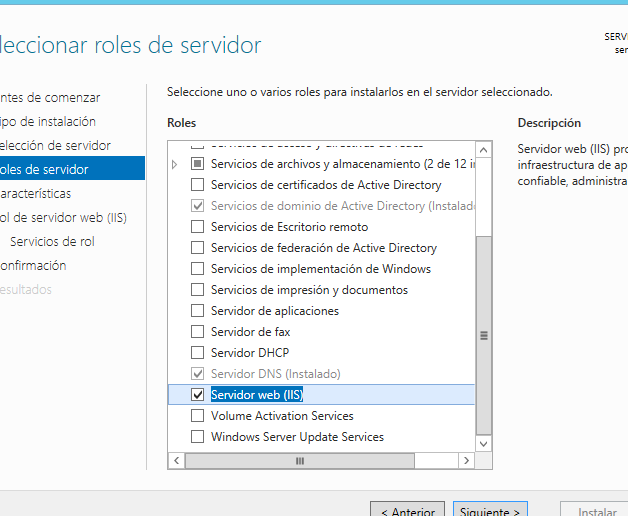 leccionar roles de servidor
SERVI
ser
ntes de comenzar
ipo de instalación
elección de servidor
oles de servidor
aracterísticas
ol de servidor web (IIS)
Servicios de rol
onfirmación
esultados
Seleccione uno o varios roles para instalarlos en el servidor seleccionado.
Roles
Servicios de archivos y almacenamiento (2 de 12 i
Servicios de certificados de Active Directory
Servicios de dominio de Active Directory (Instalad
Servicios de Escritorio remoto
Servicios de federación de Active Directory
Servicios de implementación de Windows
Servicios de impresión y documentos
Servidor de aplicaciones
Servidor de fax
Servidor DHCP
Servidor DNS (Instalado)
Servidor web (IIS)
Volume Activation Services
Windows Server Update Services
Descripción
Servidor web (IIS) pro
infraestructura de ap
confiable, administra
< Anterior
Siguiente >
Instalar